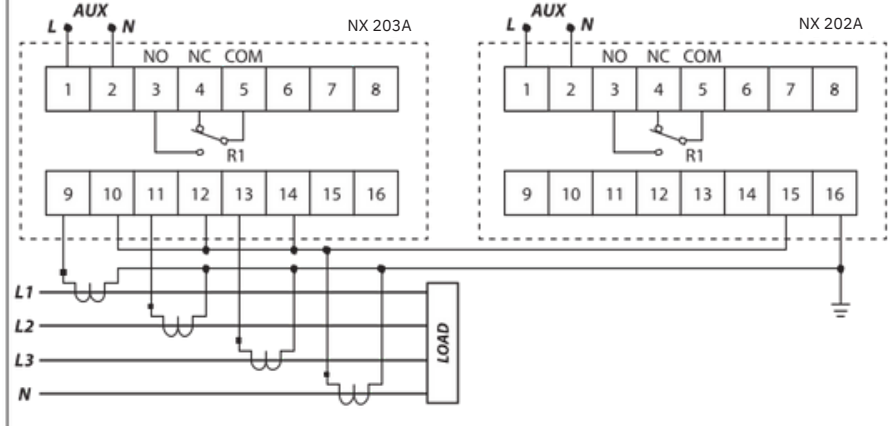 AUX AUX
L N NX 203A L N NX 202A
NO NC COM NO NC COM
1 2 3 4 5 6 7 8 1 2 3 4 5 6 7 8
R1 R1
9 10 11 12 13 14 15 16 9 10 11 12 13 14 15 16
L1
L2
L3
N
LOAD